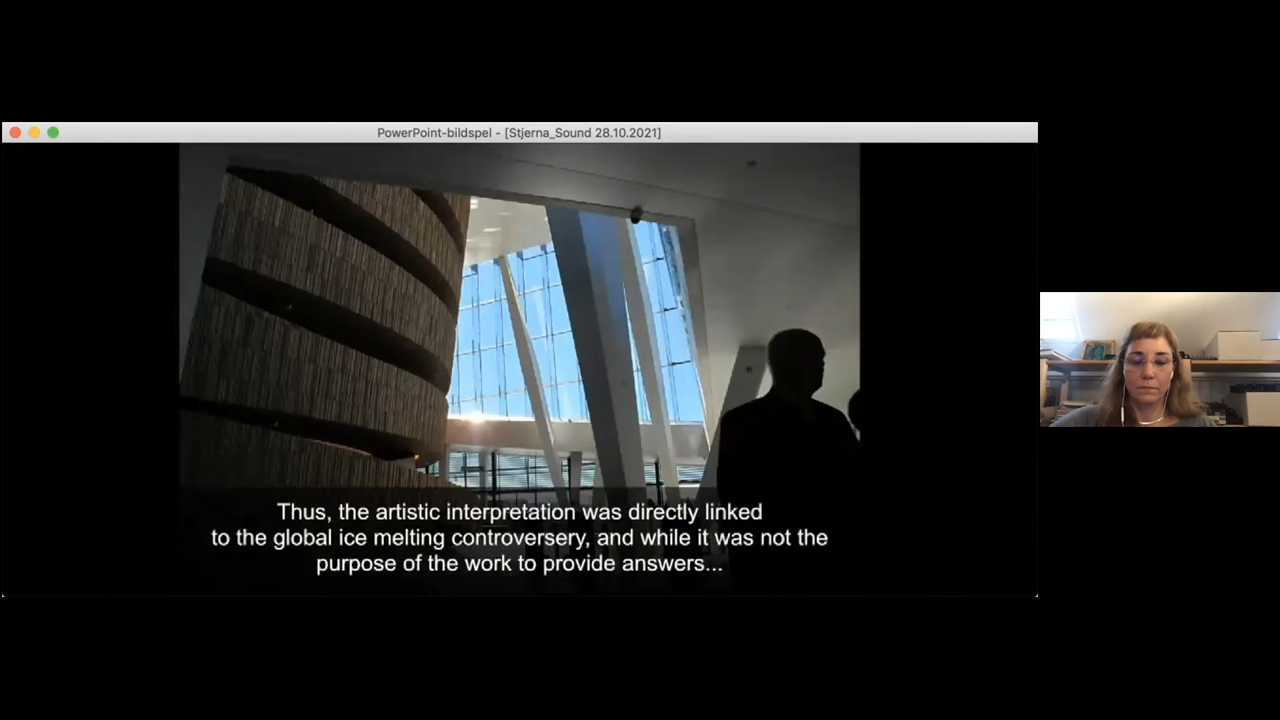 PowerPoint-bildspel - [Stjerna_Sound 28.10.2021]
Thus, the artistic interpretation was directly linked
to the global ice melting controversery, and while it was not the
purpose of the work to provide answers...